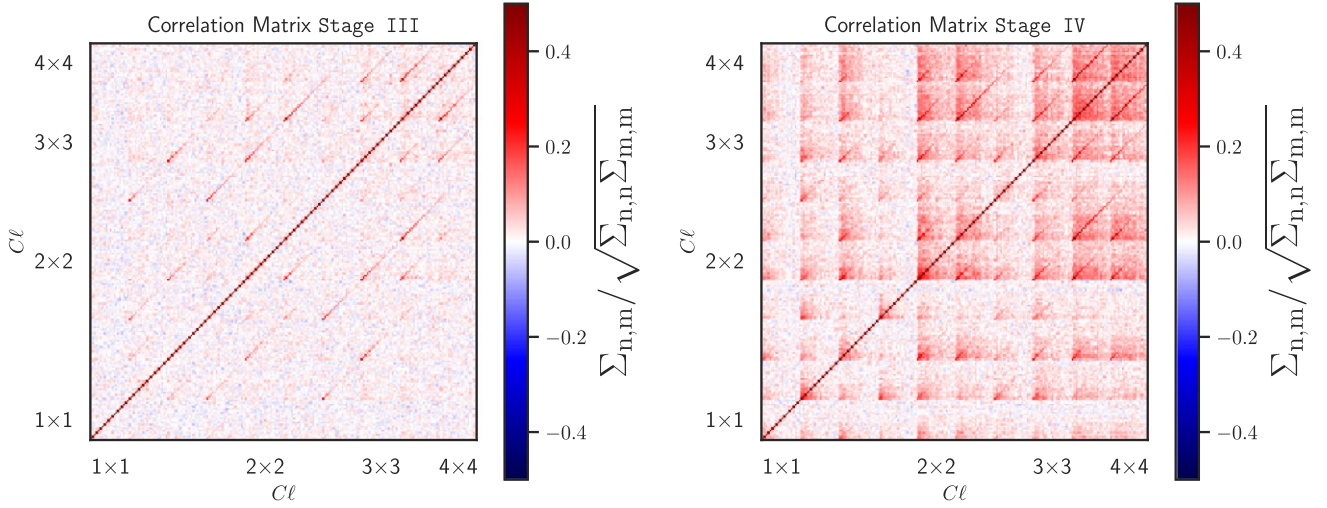 Correlation Matrix Stage III
4×4
3×3
2×2
1×1
Cℓ
1×1 2×2 3×3 4×4
Cℓ
0.4
0.2
0.0
−0.2
−0.4
Σn,m/√Σn,nΣm,m
Correlation Matrix Stage IV
4×4
3×3
2×2
1×1
Cℓ
1×1 2×2 3×3 4×4
Cℓ
0.4
0.2
0.0
−0.2
−0.4
Σn,m/√Σn,nΣm,m